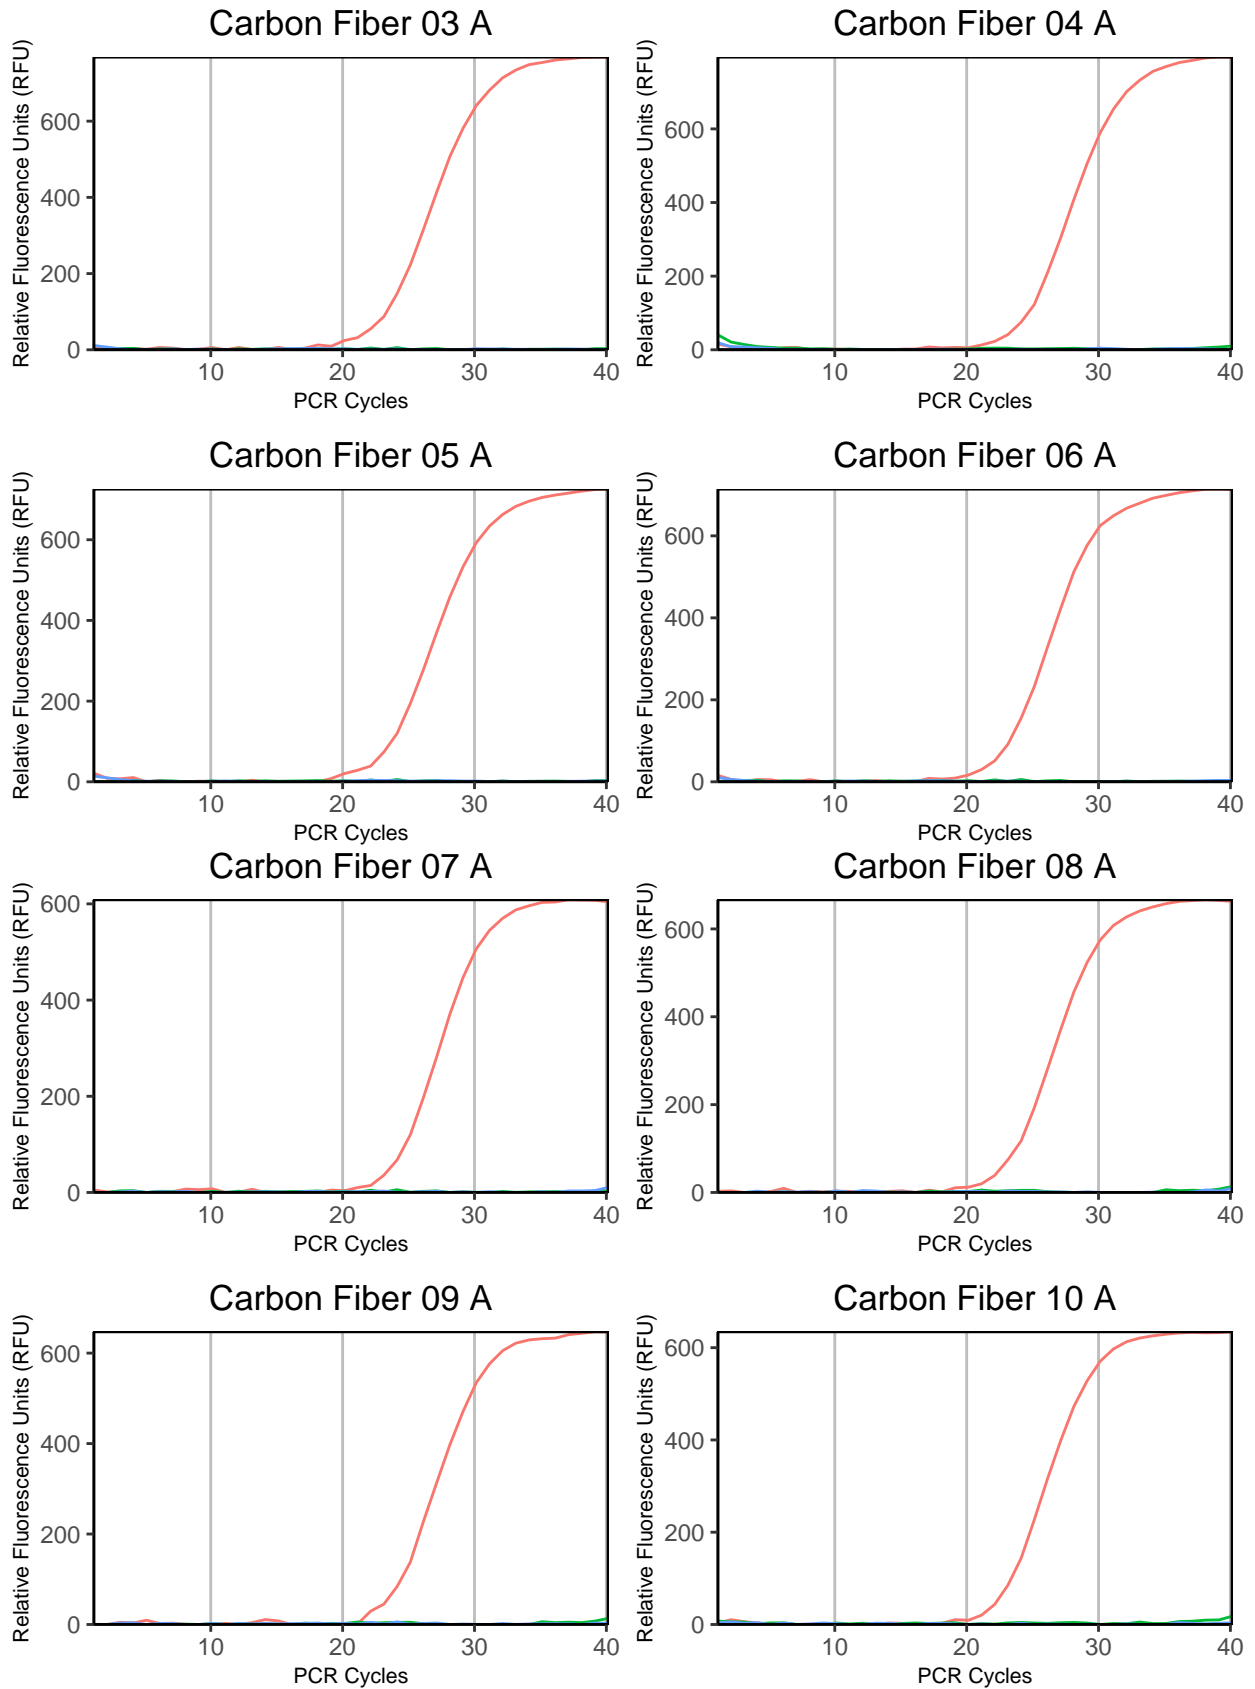 Carbon Fiber 03 A
Relative Fluorescence Units (RFU)
600
400
200
0
10
20
30
40
PCR Cycles
Carbon Fiber 04 A
Relative Fluorescence Units (RFU)
600
400
200
0
10
20
30
40
PCR Cycles
Carbon Fiber 05 A
Relative Fluorescence Units (RFU)
600
400
200
0
10
20
30
40
PCR Cycles
Carbon Fiber 06 A
Relative Fluorescence Units (RFU)
600
400
200
0
10
20
30
40
PCR Cycles
Carbon Fiber 07 A
Relative Fluorescence Units (RFU)
600
400
200
0
10
20
30
40
PCR Cycles
Carbon Fiber 08 A
Relative Fluorescence Units (RFU)
600
400
200
0
10
20
30
40
PCR Cycles
Carbon Fiber 09 A
Relative Fluorescence Units (RFU)
600
400
200
0
10
20
30
40
PCR Cycles
Carbon Fiber 10 A
Relative Fluorescence Units (RFU)
600
400
200
0
10
20
30
40
PCR Cycles